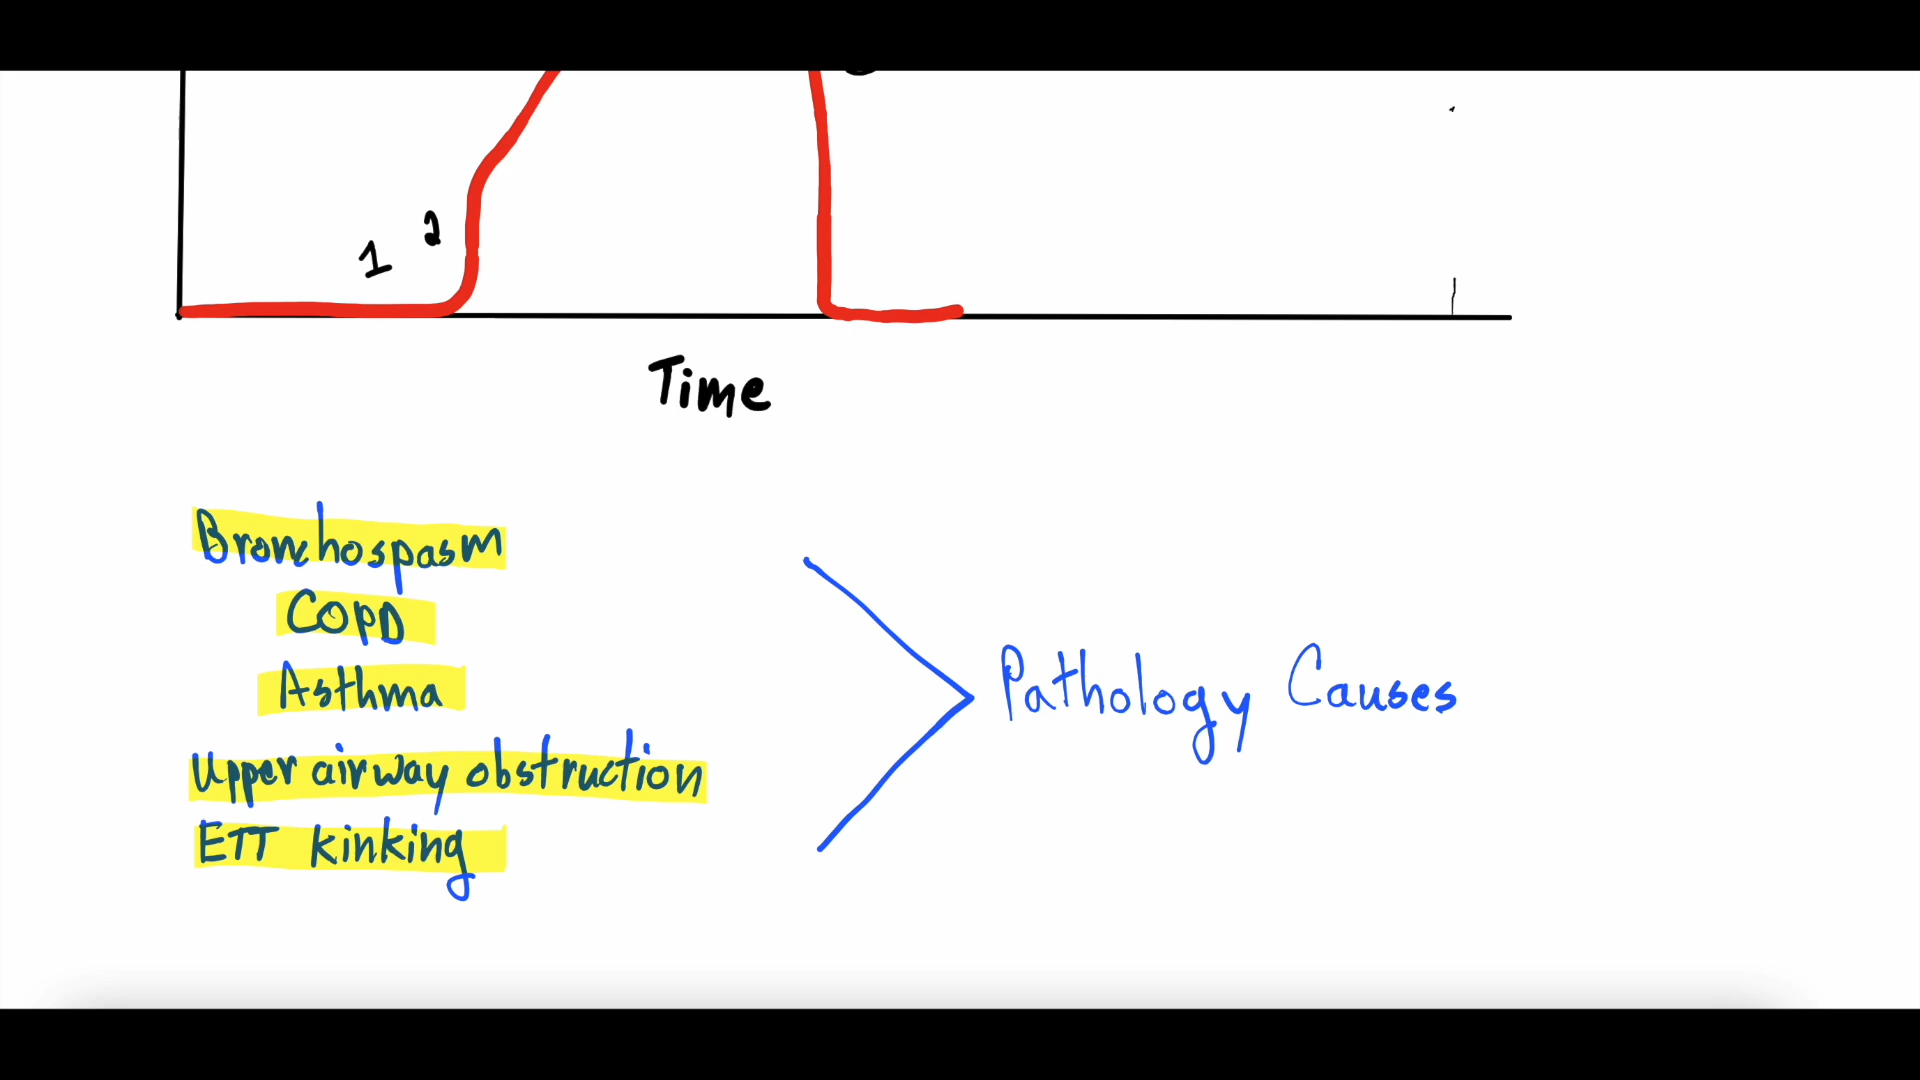 1
2
Time
Bronchospasm
COPD
Asthma
Upper airway obstruction
ETT kinking
Pathology Causes